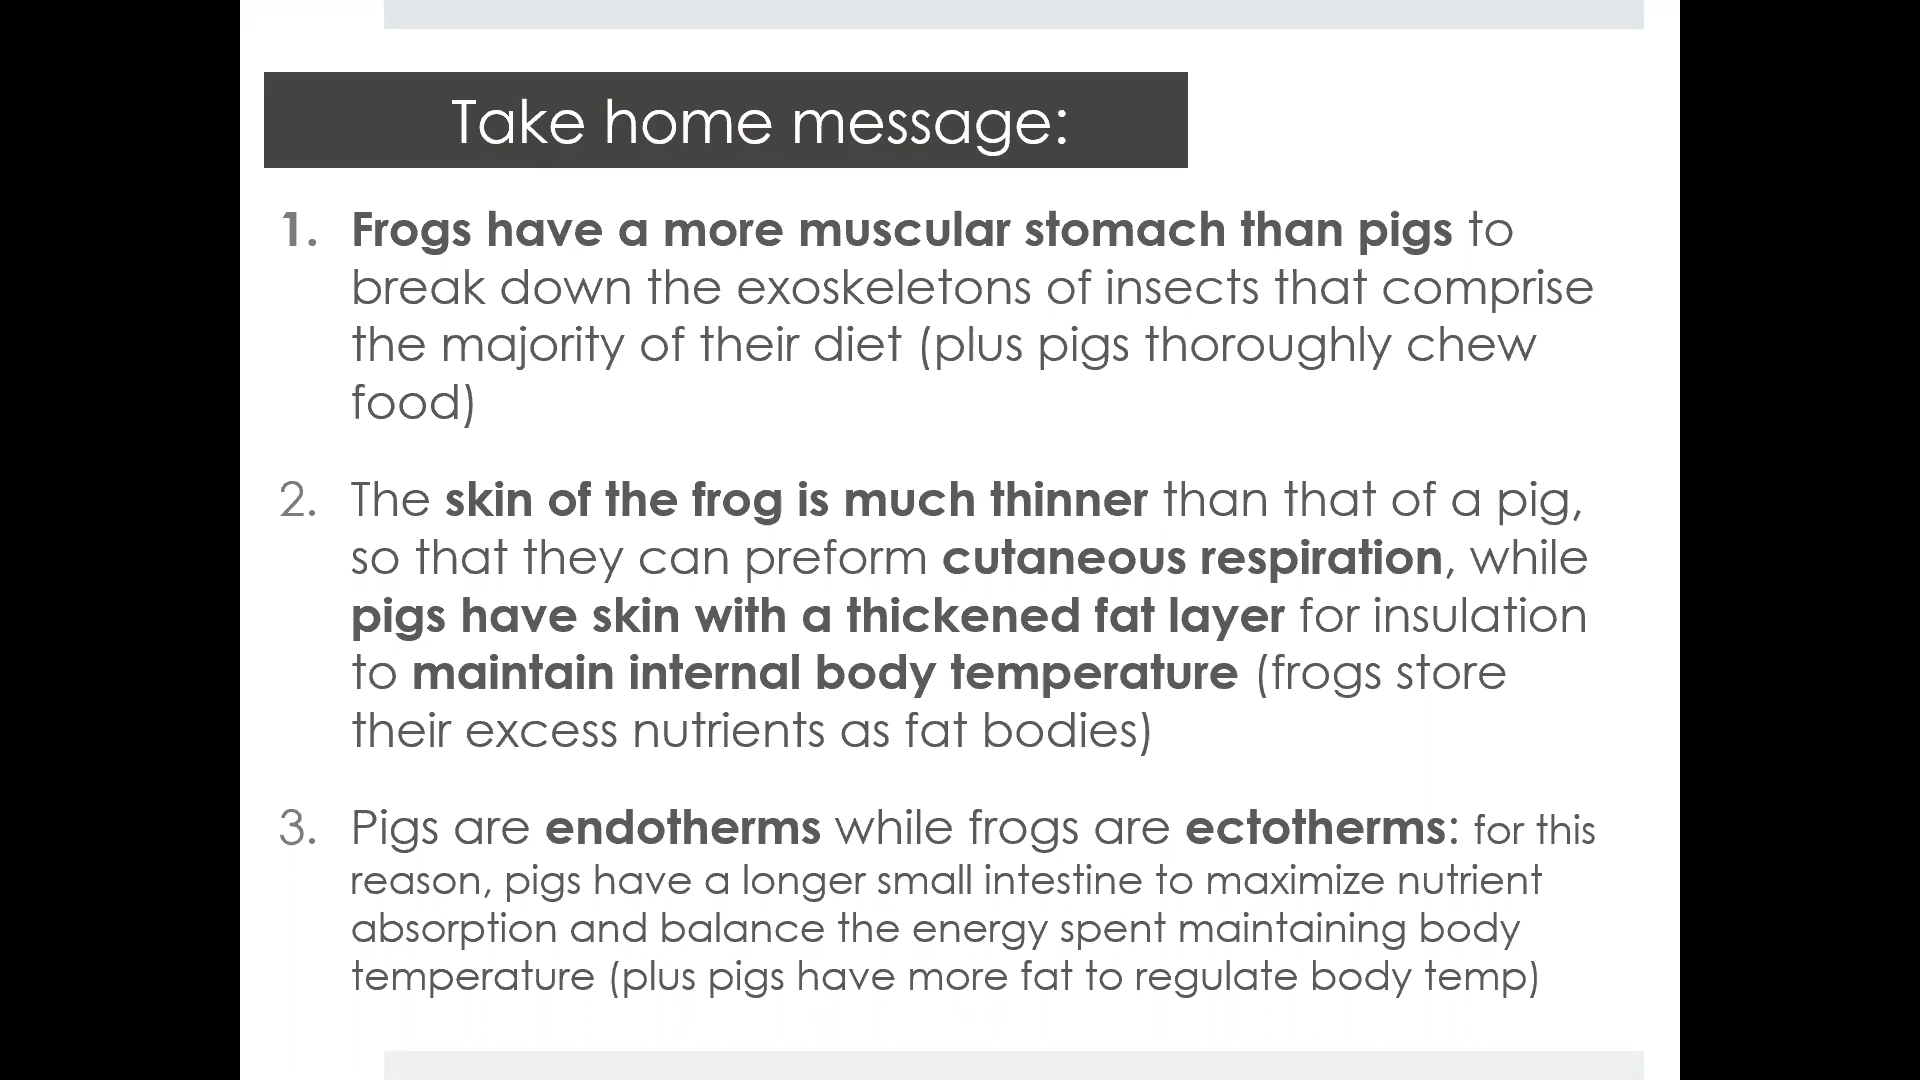 Take home message:
1. Frogs have a more muscular stomach than pigs to
break down the exoskeletons of insects that comprise
the majority of their diet (plus pigs thoroughly chew
food)
2. The skin of the frog is much thinner than that of a pig,
so that they can preform cutaneous respiration, while
pigs have skin with a thickened fat layer for insulation
to maintain internal body temperature (frogs store
their excess nutrients as fat bodies)
3. Pigs are endotherms while frogs are ectotherms: for this
reason, pigs have a longer small intestine to maximize nutrient
absorption and balance the energy spent maintaining body
temperature (plus pigs have more fat to regulate body temp)